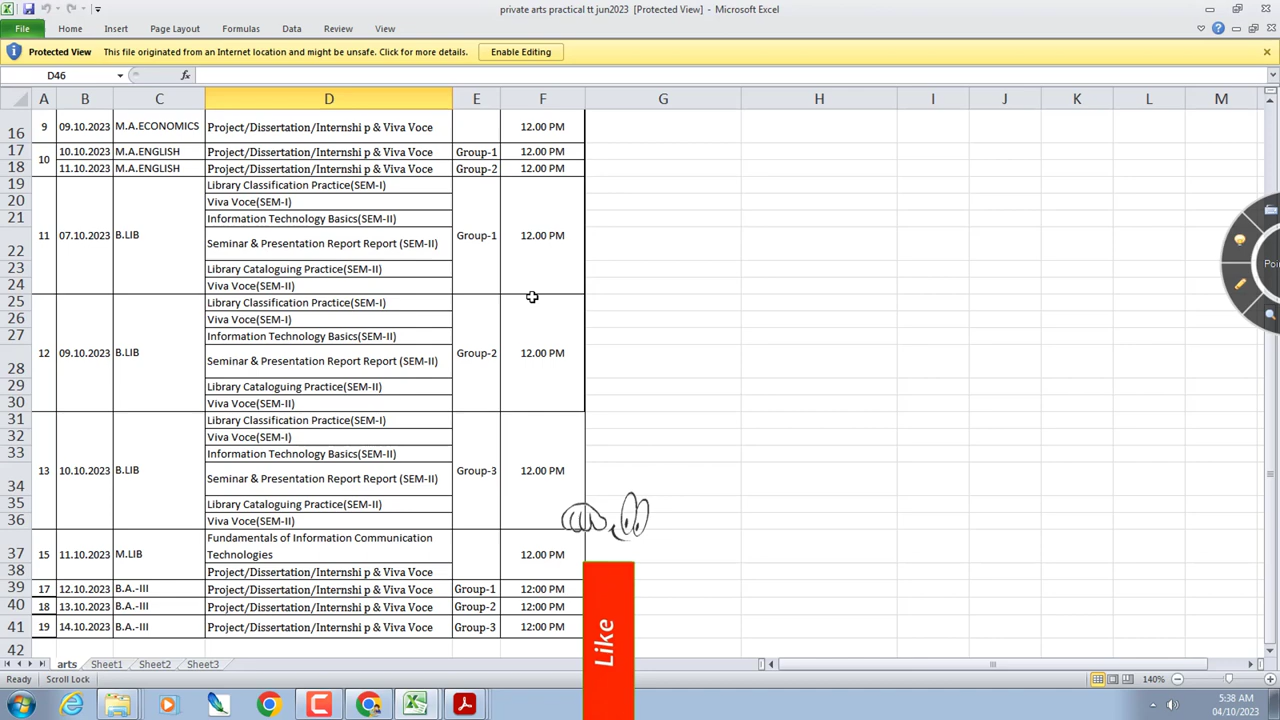 private arts practical tt jun2023 [Protected View] - Microsoft Excel
File Home Insert Page Layout Formulas Data Review View
Protected View This file originated from an Internet location and might be unsafe. Click for more details. Enable Editing
D46 fx
A B C D E F G H I J K L M
16 9 09.10.2023 M.A.ECONOMICS Project/Dissertation/Internshi p & Viva Voce 12.00 PM
17 10 10.10.2023 M.A.ENGLISH Project/Dissertation/Internshi p & Viva Voce Group-1 12.00 PM
18 11.10.2023 M.A.ENGLISH Project/Dissertation/Internshi p & Viva Voce Group-2 12.00 PM
19 Library Classification Practice(SEM-I)
20 Viva Voce(SEM-I)
21 Information Technology Basics(SEM-II)
11 07.10.2023 B.LIB Group-1 12.00 PM
22 Seminar & Presentation Report Report (SEM-II)
23 Library Cataloguing Practice(SEM-II)
24 Viva Voce(SEM-II)
25 Library Classification Practice(SEM-I)
26 Viva Voce(SEM-I)
27 Information Technology Basics(SEM-II)
12 09.10.2023 B.LIB Group-2 12.00 PM
28 Seminar & Presentation Report Report (SEM-II)
29 Library Cataloguing Practice(SEM-II)
30 Viva Voce(SEM-II)
31 Library Classification Practice(SEM-I)
32 Viva Voce(SEM-I)
33 Information Technology Basics(SEM-II)
13 10.10.2023 B.LIB Group-3 12.00 PM
34 Seminar & Presentation Report Report (SEM-II)
35 Library Cataloguing Practice(SEM-II)
36 Viva Voce(SEM-II)
37 15 11.10.2023 M.LIB Fundamentals of Information Communication
Technologies 12.00 PM
38 Project/Dissertation/Internshi p & Viva Voce
39 17 12.10.2023 B.A.-III Project/Dissertation/Internshi p & Viva Voce Group-1 12:00 PM
40 18 13.10.2023 B.A.-III Project/Dissertation/Internshi p & Viva Voce Group-2 12:00 PM
41 19 14.10.2023 B.A.-III Project/Dissertation/Internshi p & Viva Voce Group-3 12:00 PM
42
Like
arts Sheet1 Sheet2 Sheet3
Ready Scroll Lock 140%
5:38 AM
04/10/2023